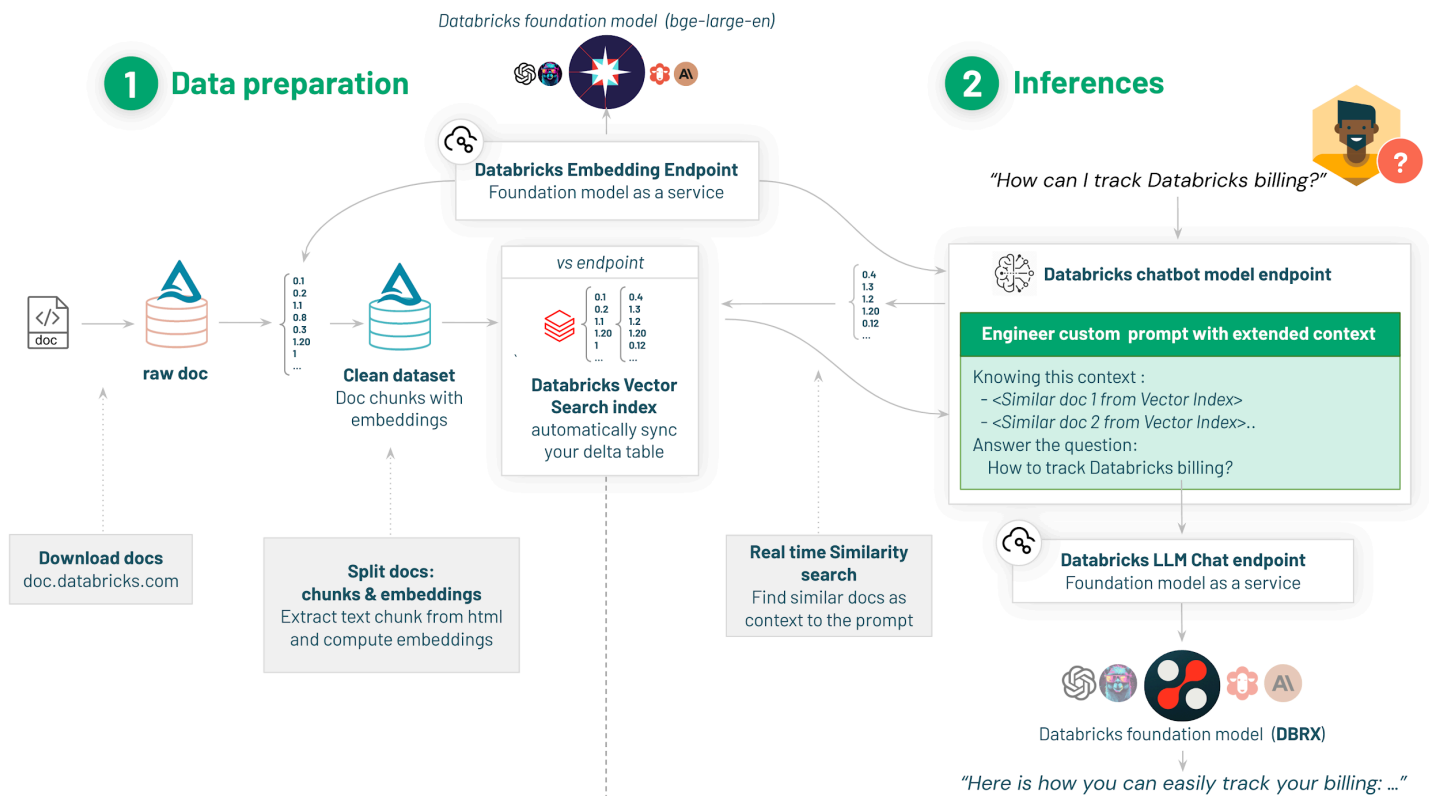 Databricks foundation model (bge-large-en)
1 Data preparation
2 Inferences
Databricks Embedding Endpoint
Foundation model as a service
?
“How can I track Databricks billing?”
</>
doc
raw doc
0.1
0.2
1.1
0.8
0.3
1.20
1
...
Clean dataset
Doc chunks with
embeddings
vs endpoint
0.1
0.2
1.1
1.20
1
...
0.4
1.3
1.2
1.20
0.12
...
Databricks Vector
Search index
automatically sync
your delta table
0.4
1.3
1.2
1.20
0.12
...
Databricks chatbot model endpoint
Engineer custom prompt with extended context
Knowing this context :
- <Similar doc 1 from Vector Index>
- <Similar doc 2 from Vector Index>..
Answer the question:
How to track Databricks billing?
Download docs
doc.databricks.com
Split docs:
chunks & embeddings
Extract text chunk from html
and compute embeddings
Real time Similarity
search
Find similar docs as
context to the prompt
Databricks LLM Chat endpoint
Foundation model as a service
Databricks foundation model (DBRX)
“Here is how you can easily track your billing: ...”